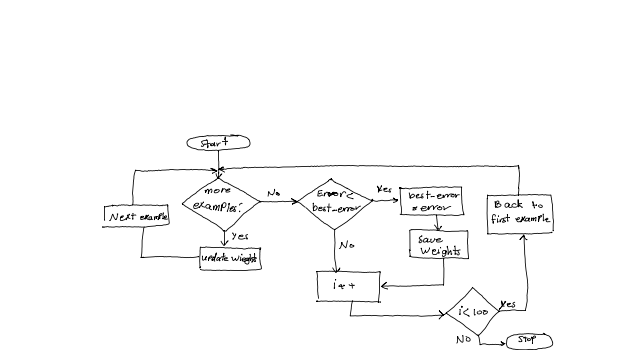 Start
more
examples?
No
Error <
best-error
Yes
best-error
= error
Back to
first example
Next example
Yes
update wieght
No
save
weights
i++
i < 100
Yes
NO
STOP